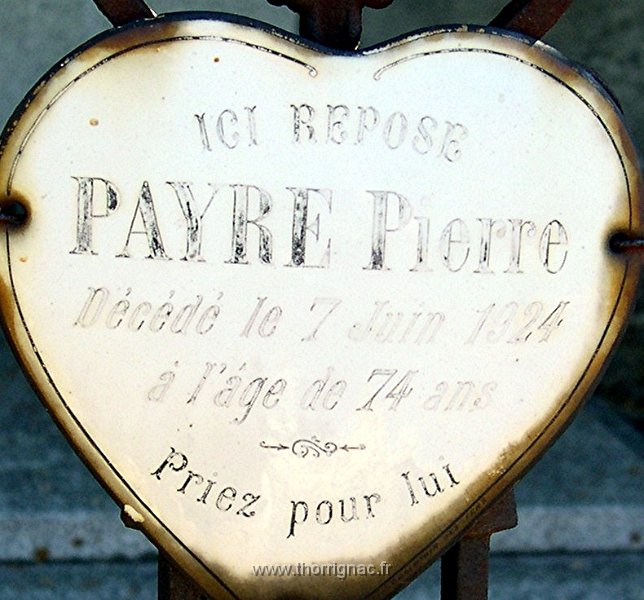 ICI REPOSE
PAYRE Pierre
Décédé le 7 Juin 1924
à l'âge de 74 ans
Priez pour lui
www.thorrignac.fr